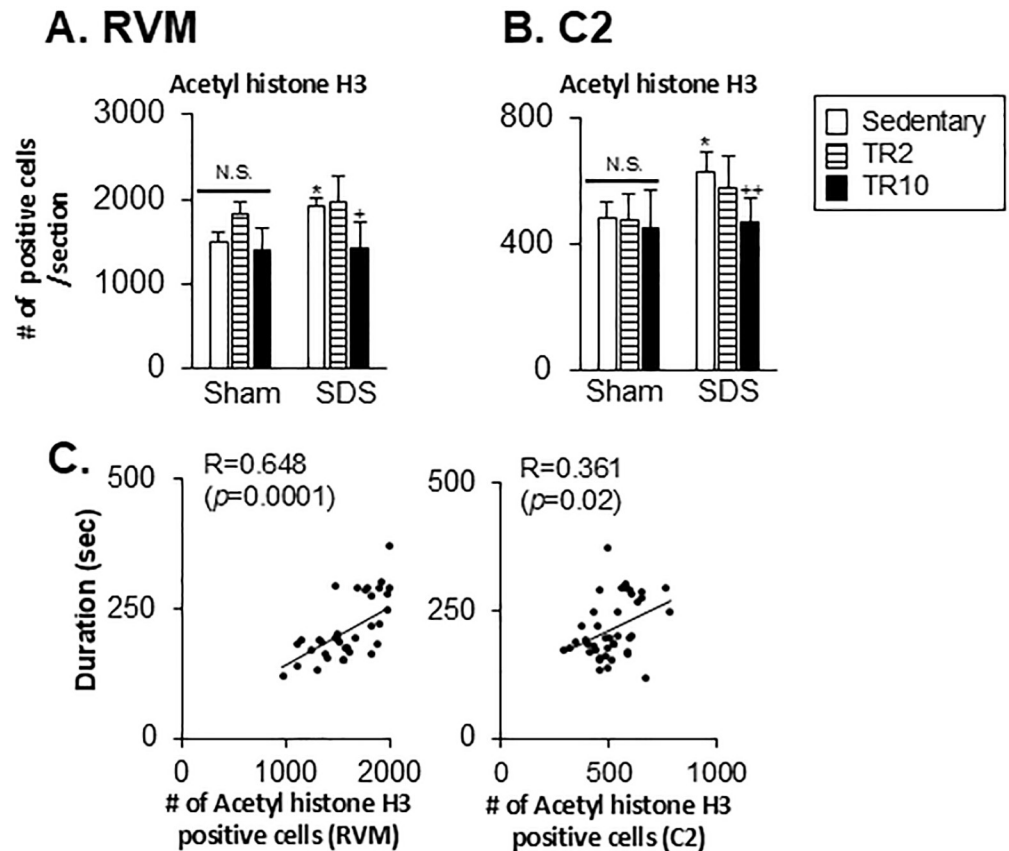 A. RVM
Acetyl histone H3
# of positive cells
/section
3000
2000
1000
0
N.S.
*
+
Sham
SDS
B. C2
Acetyl histone H3
800
400
0
N.S.
*
++
Sham
SDS
Sedentary
TR2
TR10
C.
R=0.648
(p=0.0001)
Duration (sec)
500
250
0
0
1000
2000
# of Acetyl histone H3
positive cells (RVM)
R=0.361
(p=0.02)
500
250
0
0
500
1000
# of Acetyl histone H3
positive cells (C2)